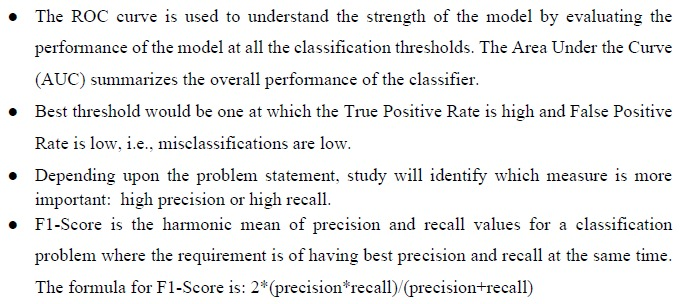 ● The ROC curve is used to understand the strength of the model by evaluating the
performance of the model at all the classification thresholds. The Area Under the Curve
(AUC) summarizes the overall performance of the classifier.
● Best threshold would be one at which the True Positive Rate is high and False Positive
Rate is low, i.e., misclassifications are low.
● Depending upon the problem statement, study will identify which measure is more
important: high precision or high recall.
● F1-Score is the harmonic mean of precision and recall values for a classification
problem where the requirement is of having best precision and recall at the same time.
The formula for F1-Score is: 2*(precision*recall)/(precision+recall)